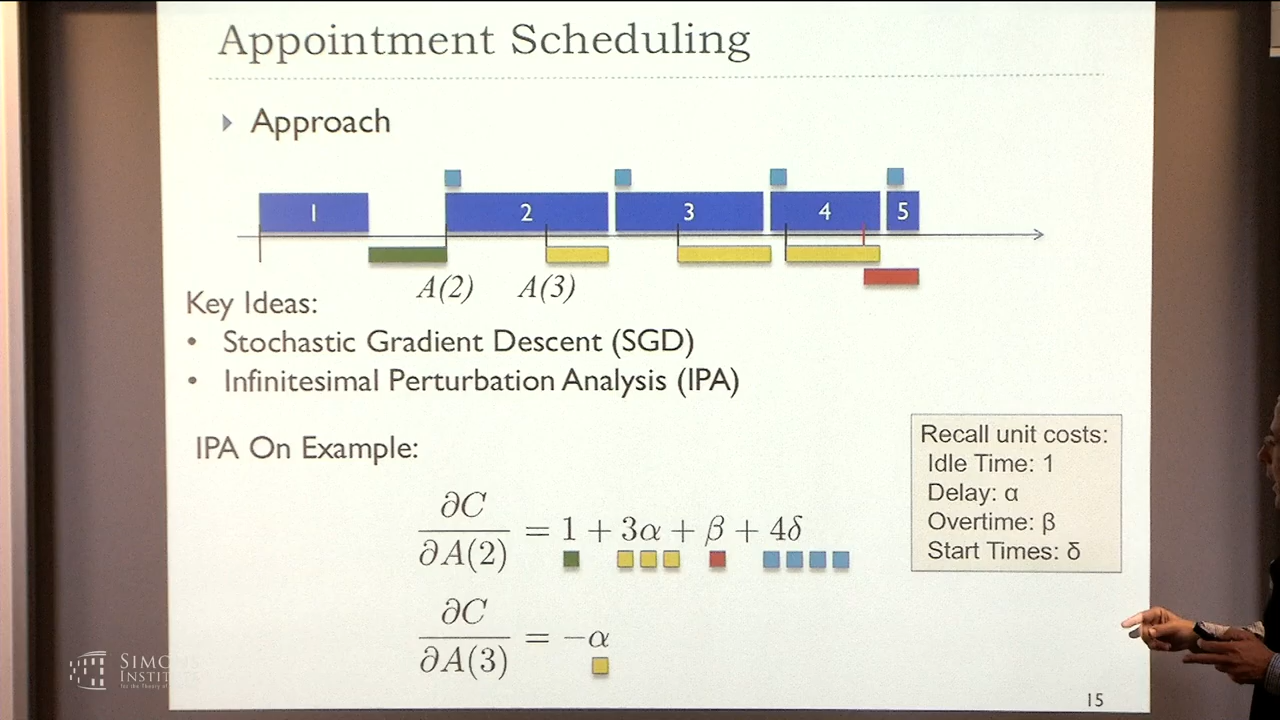 Appointment Scheduling
Approach
1 2 3 4 5
A(2) A(3)
Key Ideas:
• Stochastic Gradient Descent (SGD)
• Infinitesimal Perturbation Analysis (IPA)
IPA On Example:
∂C/∂A(2) = 1 + 3α + β + 4δ
∂C/∂A(3) = −α
Recall unit costs:
Idle Time: 1
Delay: α
Overtime: β
Start Times: δ
15